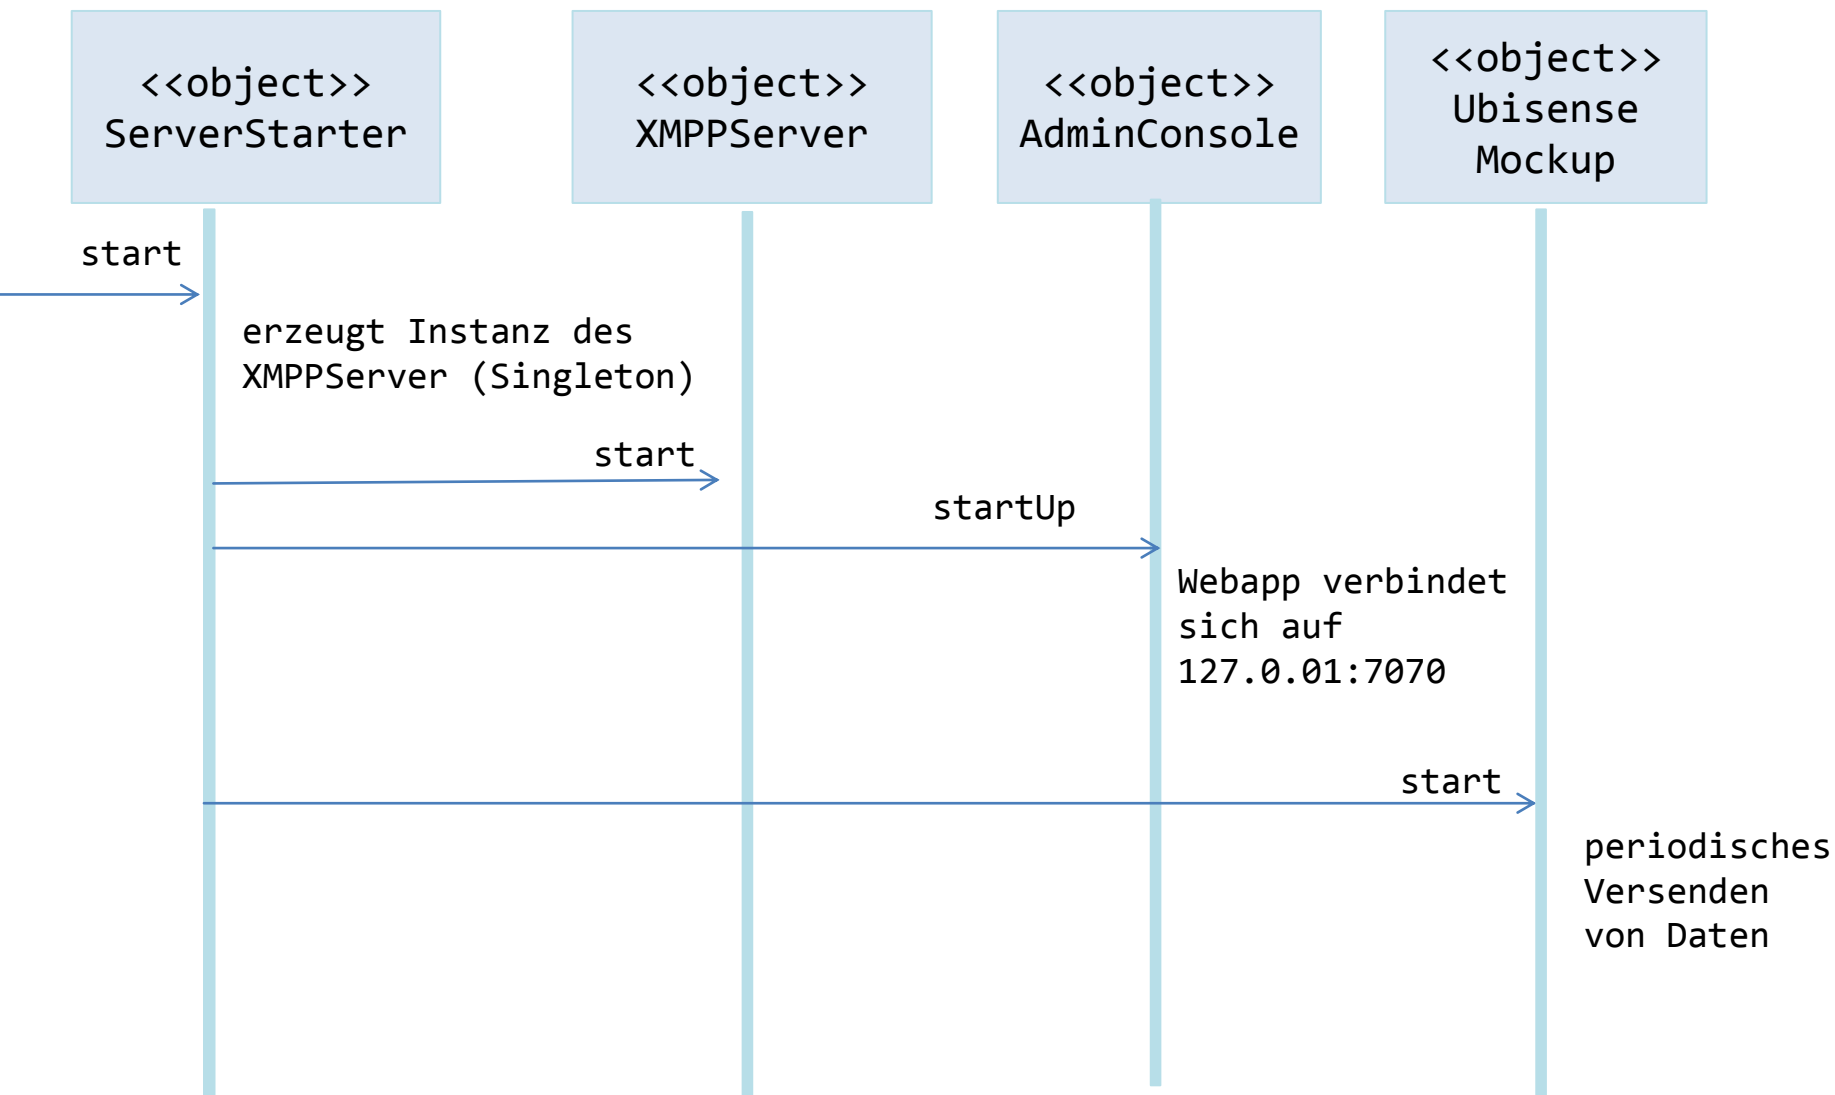 <<object>>
ServerStarter
<<object>>
XMPPServer
<<object>>
AdminConsole
<<object>>
Ubisense
Mockup
start
erzeugt Instanz des
XMPPServer (Singleton)
start
startUp
Webapp verbindet
sich auf
127.0.01:7070
start
periodisches
Versenden
von Daten